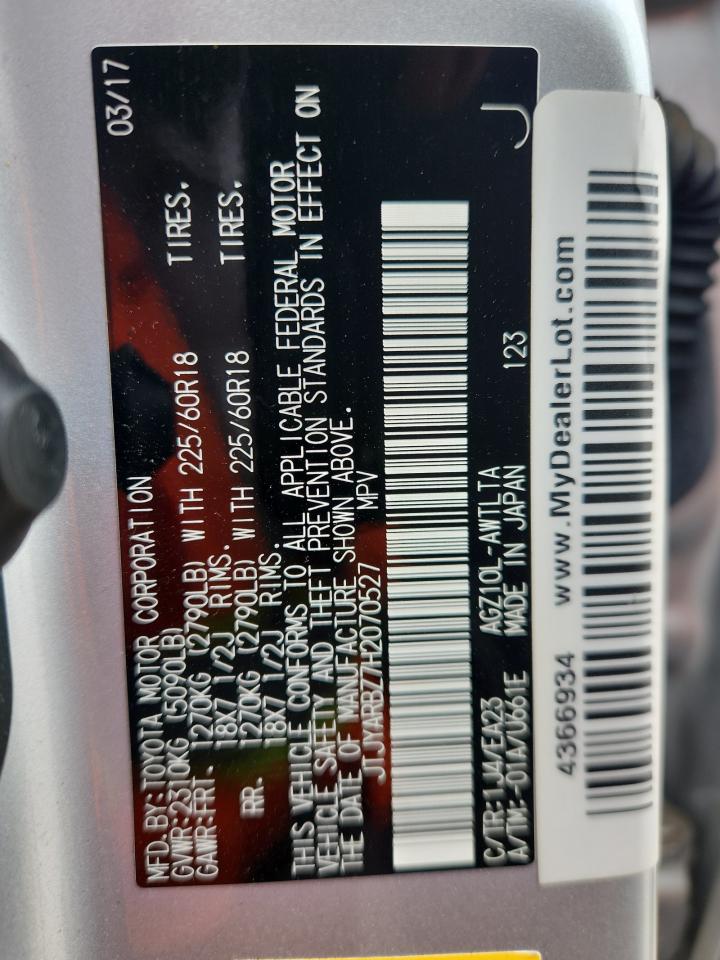 MFD.BY:TOYOTA MOTOR CORPORATION 03/17
GVWR:2310KG (5090LB)
GAWR:FRT. 1270KG (2790LB) WITH 225/60R18 TIRES.
18X7 1/2J RIMS.
RR. 1270KG (2790LB) WITH 225/60R18 TIRES.
18X7 1/2J RIMS.
THIS VEHICLE CONFORMS TO ALL APPLICABLE FEDERAL MOTOR
VEHICLE SAFETY AND THEFT PREVENTION STANDARDS IN EFFECT ON
THE DATE OF MANUFACTURE SHOWN ABOVE.
JTJYARBZ7H2070527 MPV
C/TR:1J4/EA23 AGZ10L-AWTLTA
A/TM:-01A/U661E MADE IN JAPAN 123 J
4366934 www.MyDealerLot.com